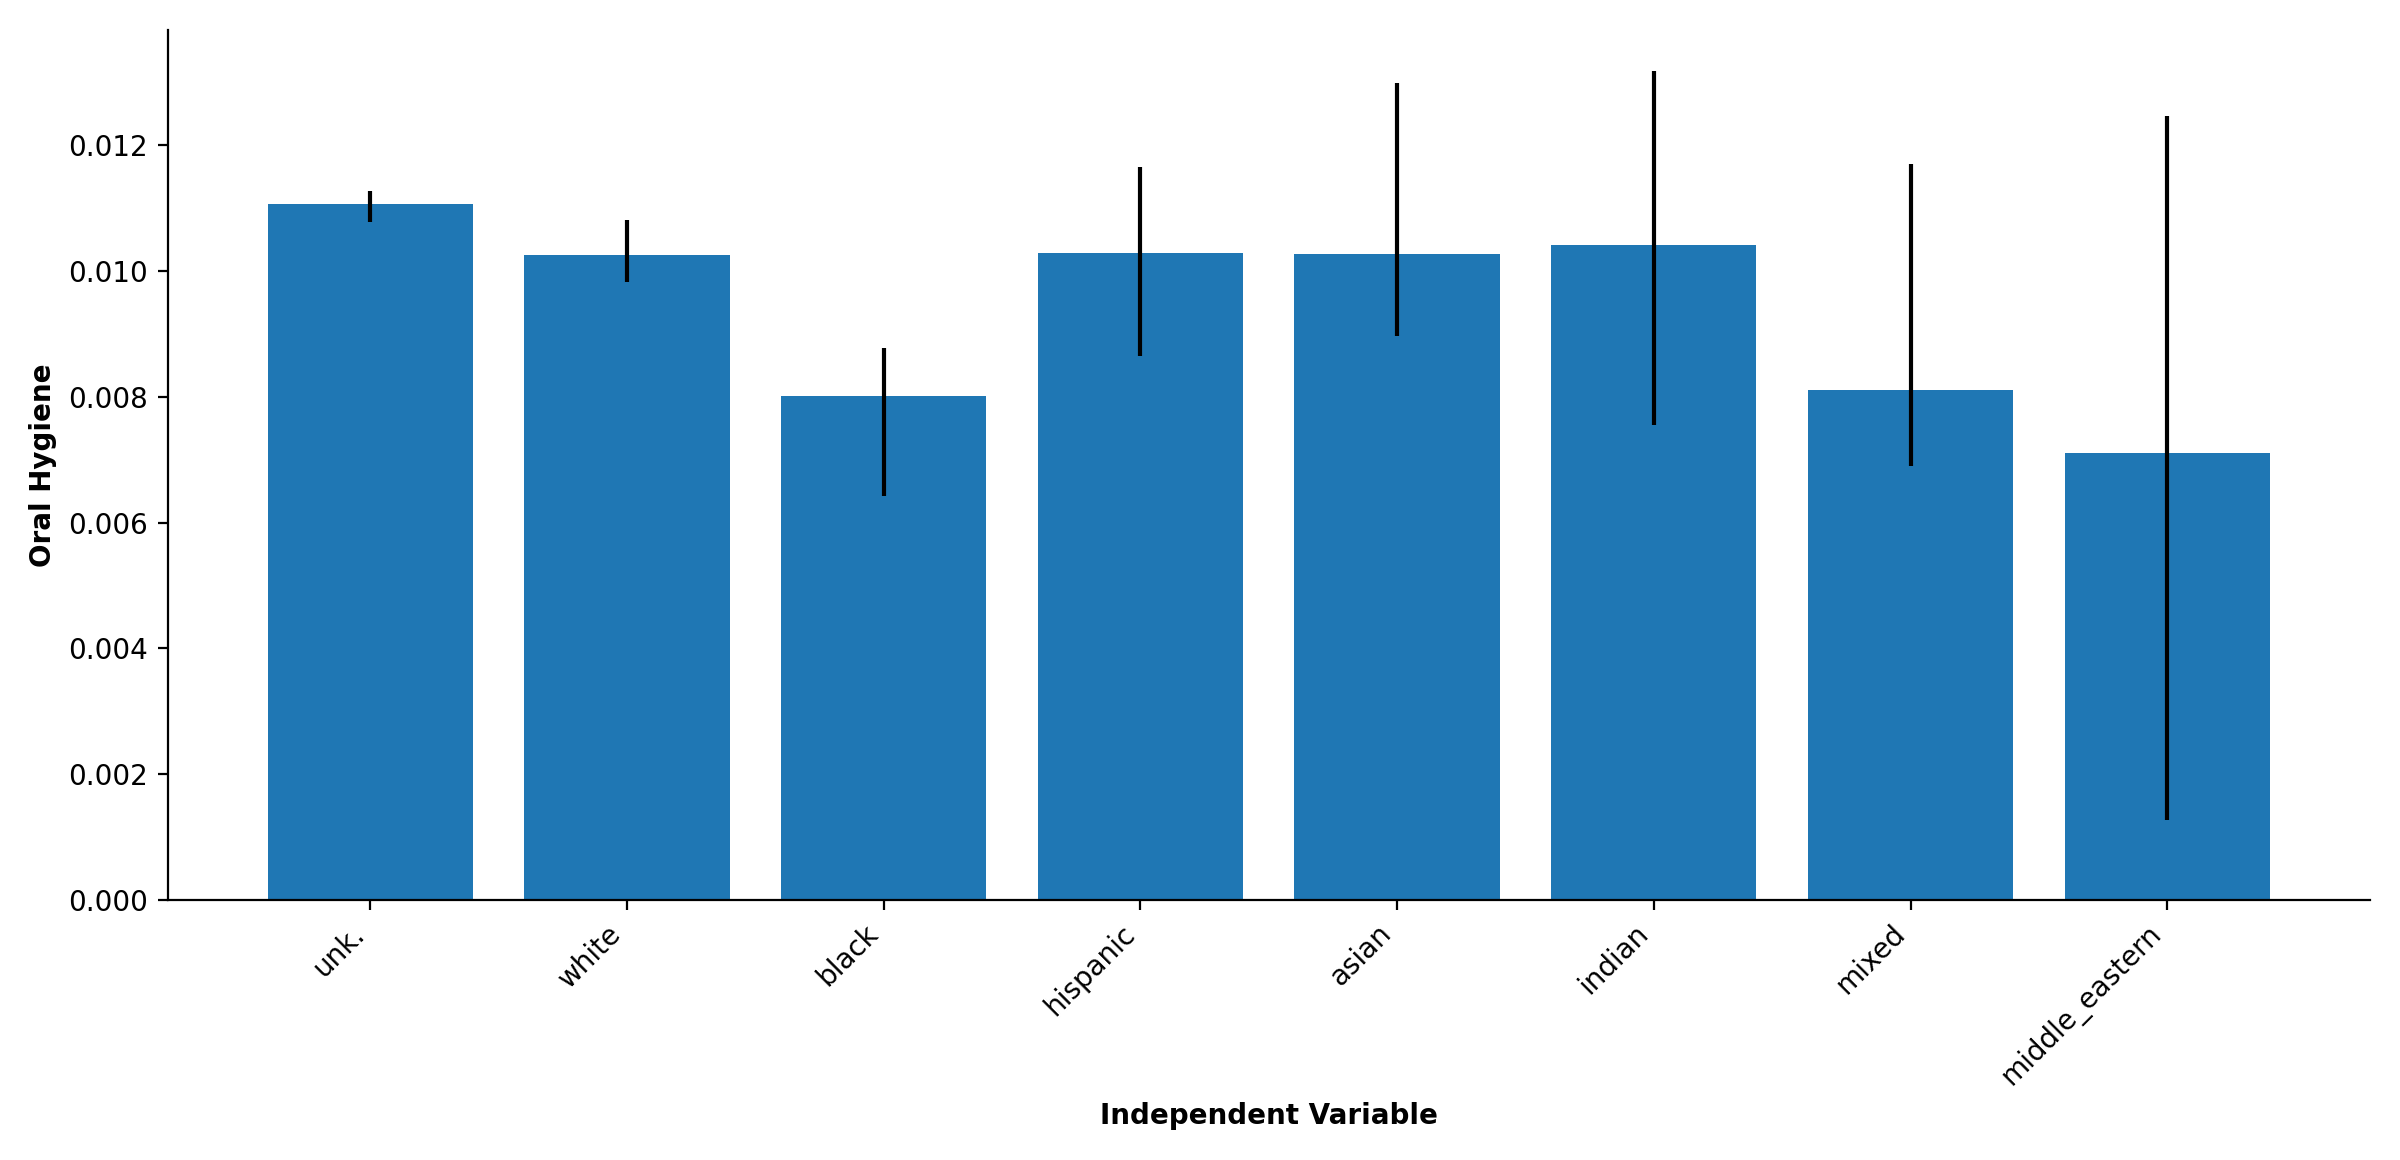 Oral Hygiene
0.012
0.010
0.008
0.006
0.004
0.002
0.000
unk.
white
black
hispanic
asian
indian
mixed
middle_eastern
Independent Variable